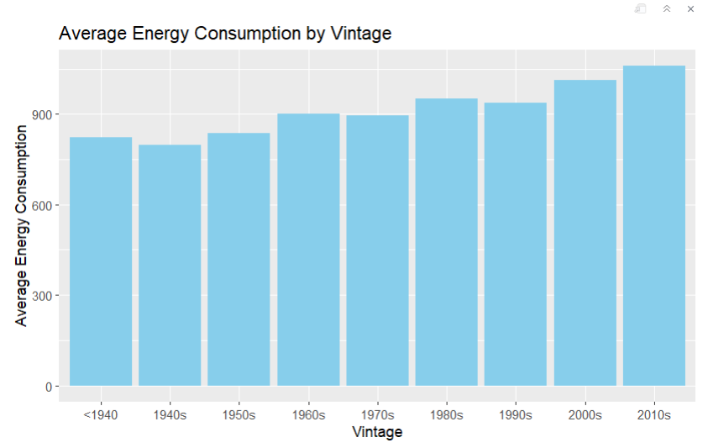 Average Energy Consumption by Vintage
Average Energy Consumption
900
600
300
0
<1940 1940s 1950s 1960s 1970s 1980s 1990s 2000s 2010s
Vintage